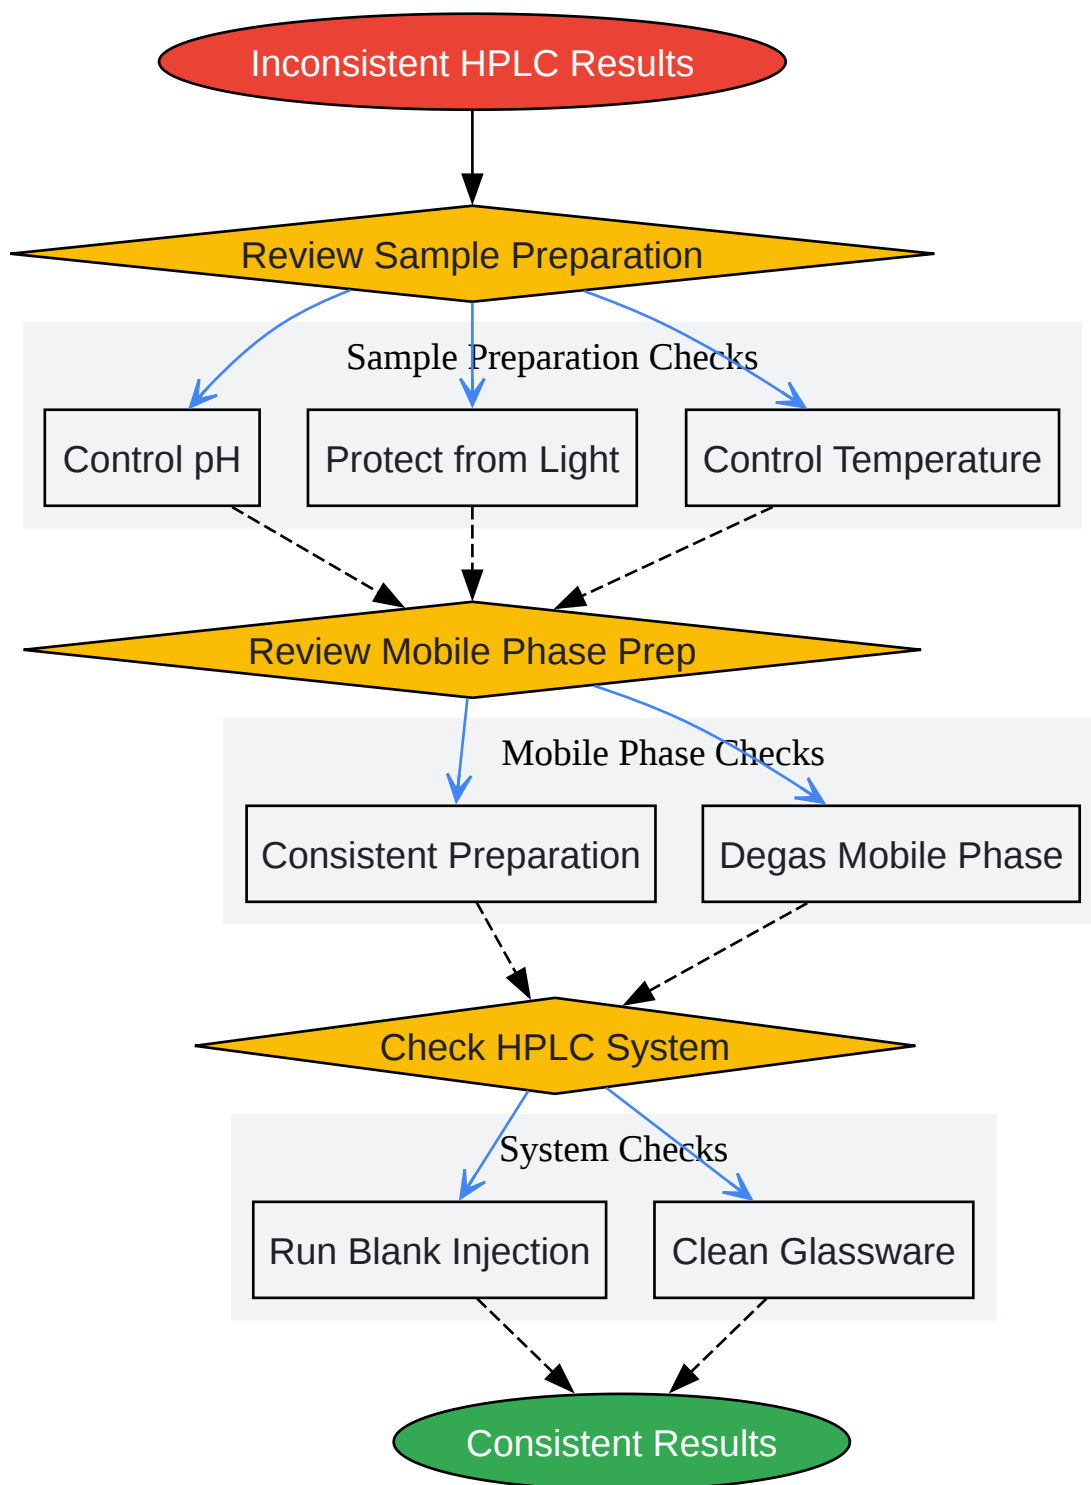 Inconsistent HPLC Results
Review Sample Preparation
Sample Preparation Checks
Control pH
Protect from Light
Control Temperature
Review Mobile Phase Prep
Mobile Phase Checks
Consistent Preparation
Degas Mobile Phase
Check HPLC System
System Checks
Run Blank Injection
Clean Glassware
Consistent Results